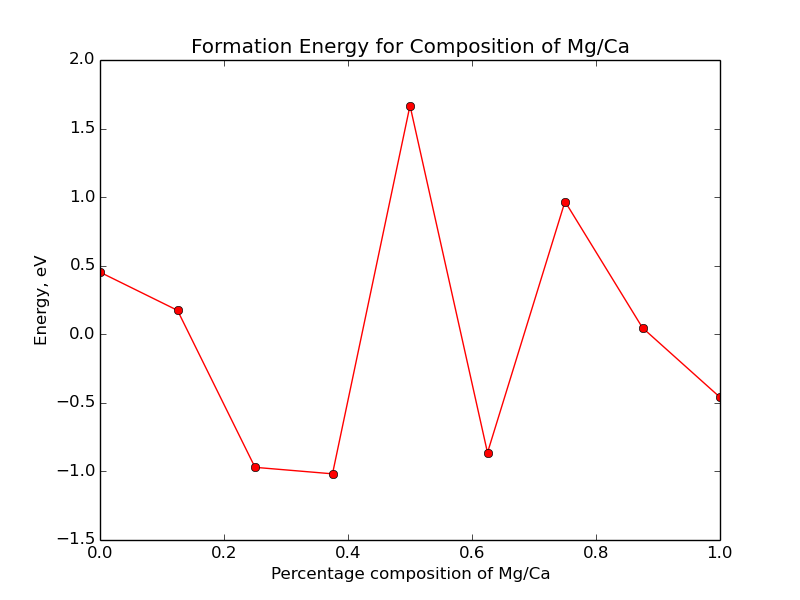 Formation Energy for Composition of Mg/Ca
2.0
1.5
1.0
0.5
0.0
−0.5
−1.0
−1.5
Energy, eV
0.0 0.2 0.4 0.6 0.8 1.0
Percentage composition of Mg/Ca